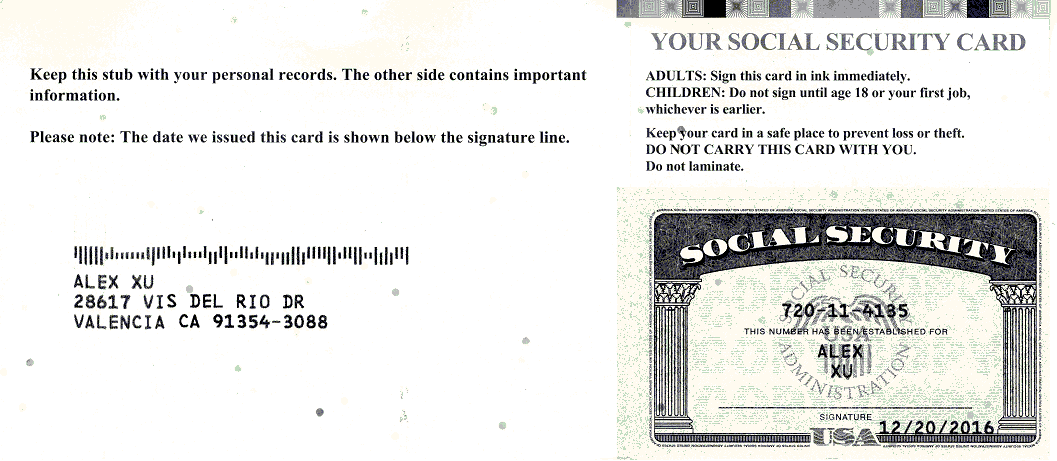 Keep this stub with your personal records. The other side contains important
information.
Please note: The date we issued this card is shown below the signature line.
ALEX XU
28617 VIS DEL RIO DR
VALENCIA CA 91354-3088
YOUR SOCIAL SECURITY CARD
ADULTS: Sign this card in ink immediately.
CHILDREN: Do not sign until age 18 or your first job,
whichever is earlier.
Keep your card in a safe place to prevent loss or theft.
DO NOT CARRY THIS CARD WITH YOU.
Do not laminate.
SOCIAL SECURITY
SOCIAL SECURITY
720-11-4135
USA
THIS NUMBER HAS BEEN ESTABLISHED FOR
ALEX
XU
ADMINISTRATION
SIGNATURE
USA
12/20/2016